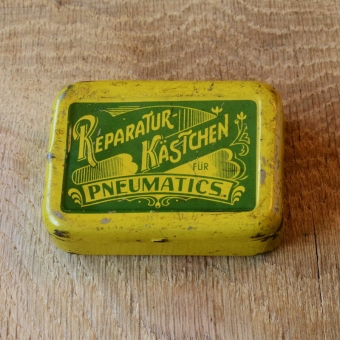 REPARATUR-
KÄSTCHEN
FÜR
PNEUMATICS.